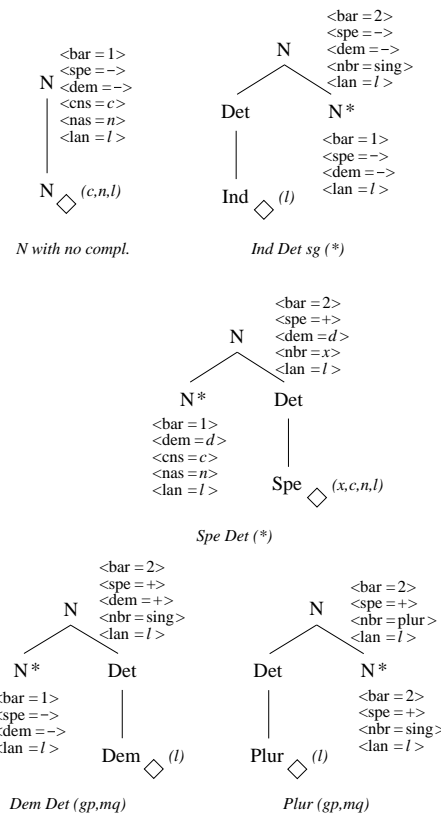 <bar = 1>
<spe = ->
<dem = ->
<cns = c>
<nas = n>
<lan = l >
N
N ◇ (c,n,l)
N with no compl.
<bar = 2>
<spe = ->
<dem = ->
<nbr = sing>
<lan = l >
N
Det N*
<bar = 1>
<spe = ->
<dem = ->
<lan = l >
Ind ◇ (l)
Ind Det sg (*)
<bar = 2>
<spe = +>
<dem = d >
<nbr = x>
<lan = l >
N
N* Det
<bar = 1>
<dem = d >
<cns = c>
<nas = n>
<lan = l >
Spe ◇ (x,c,n,l)
Spe Det (*)
<bar = 2>
<spe = +>
<dem = +>
<nbr = sing>
<lan = l >
N
N* Det
<bar = 1>
<spe = ->
<dem = ->
<lan = l >
Dem ◇ (l)
Dem Det (gp,mq)
<bar = 2>
<spe = +>
<nbr = plur>
<lan = l >
N
Det N*
<bar = 2>
<spe = +>
<nbr = sing>
<lan = l >
Plur ◇ (l)
Plur (gp,mq)